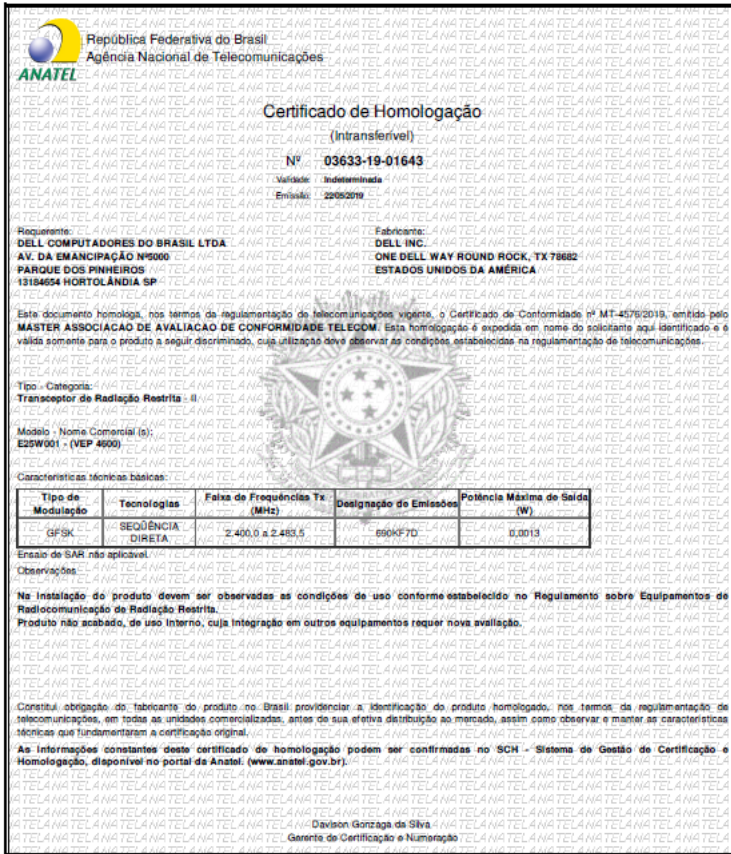 República Federativa do Brasil
Agência Nacional de Telecomunicações
ANATEL
Certificado de Homologação
(Intransferível)
Nº 03633-19-01643
Validade: Indeterminada
Emissão: 22/05/2019
Requerente:
DELL COMPUTADORES DO BRASIL LTDA
AV. DA EMANCIPAÇÃO Nº5000
PARQUE DOS PINHEIROS
13184654 HORTOLÂNDIA SP
Fabricante:
DELL INC.
ONE DELL WAY ROUND ROCK, TX 78682
ESTADOS UNIDOS DA AMÉRICA
Este documento homologa, nos termos da regulamentação de telecomunicações vigente, o Certificado de Conformidade nº MT-4576/2019, emitido pelo
MASTER ASSOCIACAO DE AVALIACAO DE CONFORMIDADE TELECOM. Esta homologação é expedida em nome do solicitante aqui identificado e é
válida somente para o produto a seguir discriminado, cuja utilização deve observar as condições estabelecidas na regulamentação de telecomunicações.
Tipo - Categoria:
Transceptor de Radiação Restrita - II
Modelo - Nome Comercial (s):
E25W001 - (VEP 4600)
Características técnicas básicas:
Tipo de Modulação Tecnologias Faixa de Frequências Tx (MHz) Designação de Emissões Potência Máxima de Saída (W)
GFSK SEQÜÊNCIA DIRETA 2.400,0 a 2.483,5 690KF7D 0,0013
Ensaio de SAR não aplicável.
Observações
Na instalação do produto devem ser observadas as condições de uso conforme estabelecido no Regulamento sobre Equipamentos de
Radiocomunicação de Radiação Restrita.
Produto não acabado, de uso interno, cuja integração em outros equipamentos requer nova avaliação.
Constitui obrigação do fabricante do produto no Brasil providenciar a identificação do produto homologado, nos termos da regulamentação de
telecomunicações, em todas as unidades comercializadas, antes de sua efetiva distribuição ao mercado, assim como observar e manter as características
técnicas que fundamentaram a certificação original.
As informações constantes deste certificado de homologação podem ser confirmadas no SCH - Sistema de Gestão de Certificação e
Homologação, disponível no portal da Anatel. (www.anatel.gov.br).
Davison Gonzaga da Silva
Gerente de Certificação e Numeração